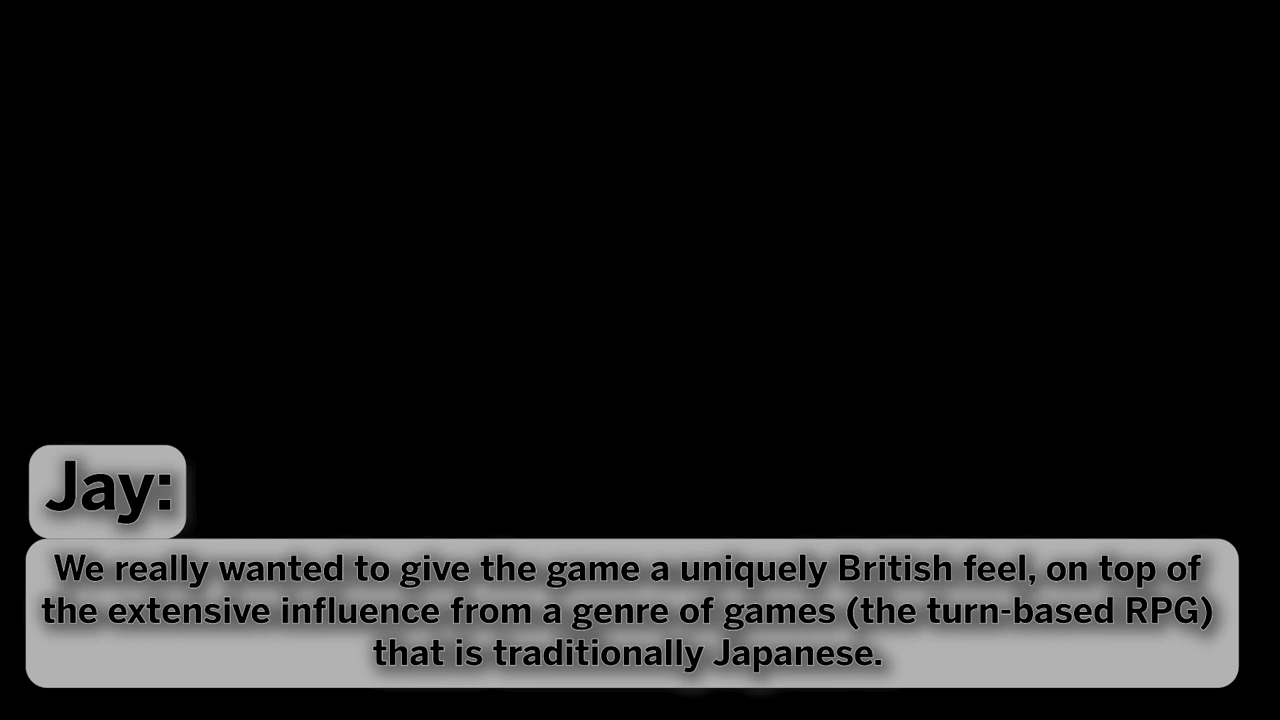 Jay:
We really wanted to give the game a uniquely British feel, on top of
the extensive influence from a genre of games (the turn-based RPG)
that is traditionally Japanese.